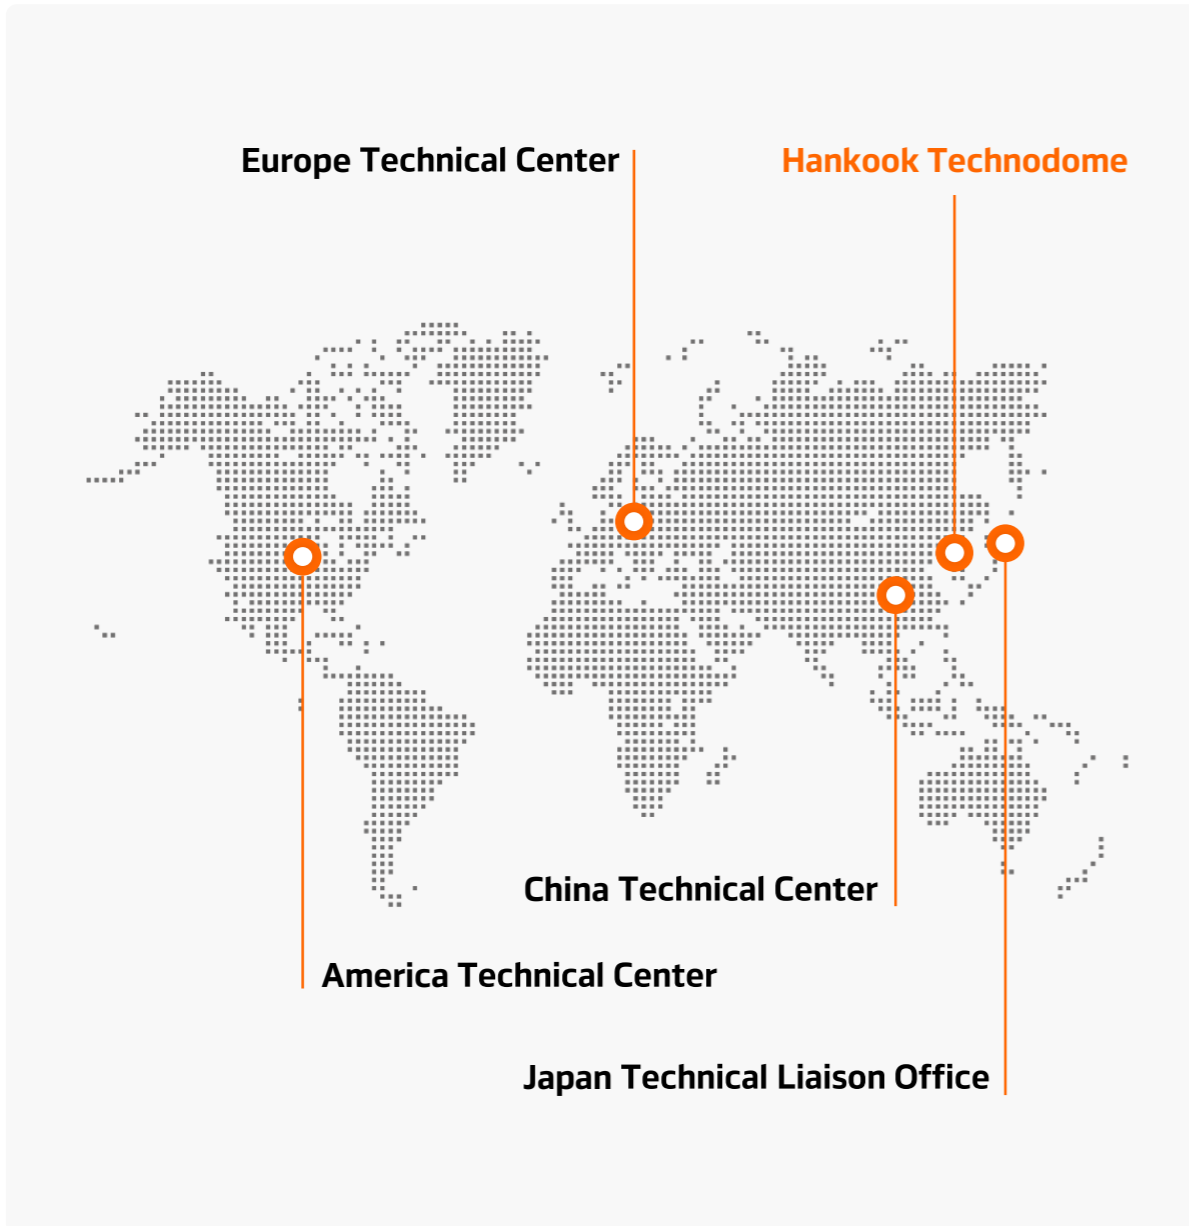 Europe Technical Center
Hankook Technodome
China Technical Center
America Technical Center
Japan Technical Liaison Office